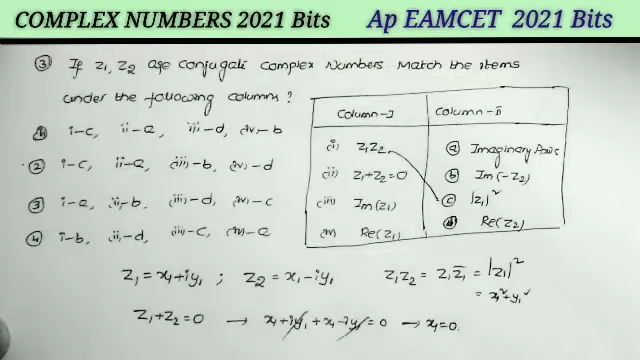 COMPLEX NUMBERS 2021 Bits Ap EAMCET 2021 Bits
③ If z₁, z₂ are conjugate complex numbers. Match the items
under the following columns?
Column-I Column-II
(i) z₁z₂ ⓐ Imaginary Axis
(ii) z₁+z₂=0 ⓑ Im(-z₂)
(iii) Im(z₁) ⓒ |z₁|²
(iv) Re(z₁) ⓓ Re(z₂)
① i-c, ii-a, iii-d, iv-b
② i-c, ii-a, (iii)-b, (iv)-d
③ i-a, ii-b, (iii)-d, iv-c
④ i-b, ii-d, (iii)-c, iv-a
z₁=x₁+iy₁ ; z₂=x₁-iy₁ z₁z₂ = z₁z̄₁ = |z₁|²
= x₁²+y₁²
z₁+z₂=0 → x₁+iy₁+x₁-iy₁=0 → x₁=0.